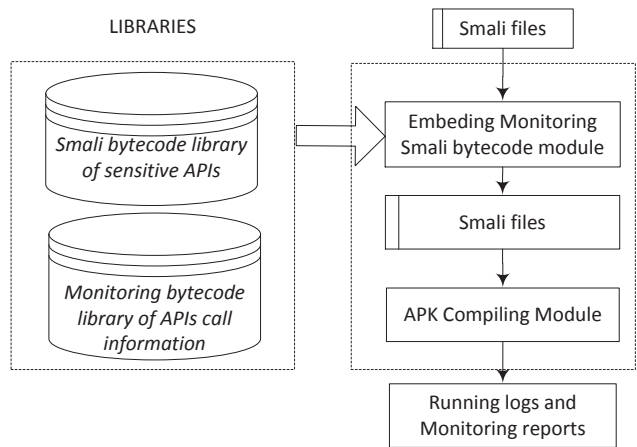 LIBRARIES
Smali bytecode library
of sensitive APIs
Monitoring bytecode
library of APIs call
information
Smali files
Embeding Monitoring
Smali bytecode module
Smali files
APK Compiling Module
Running logs and
Monitoring reports